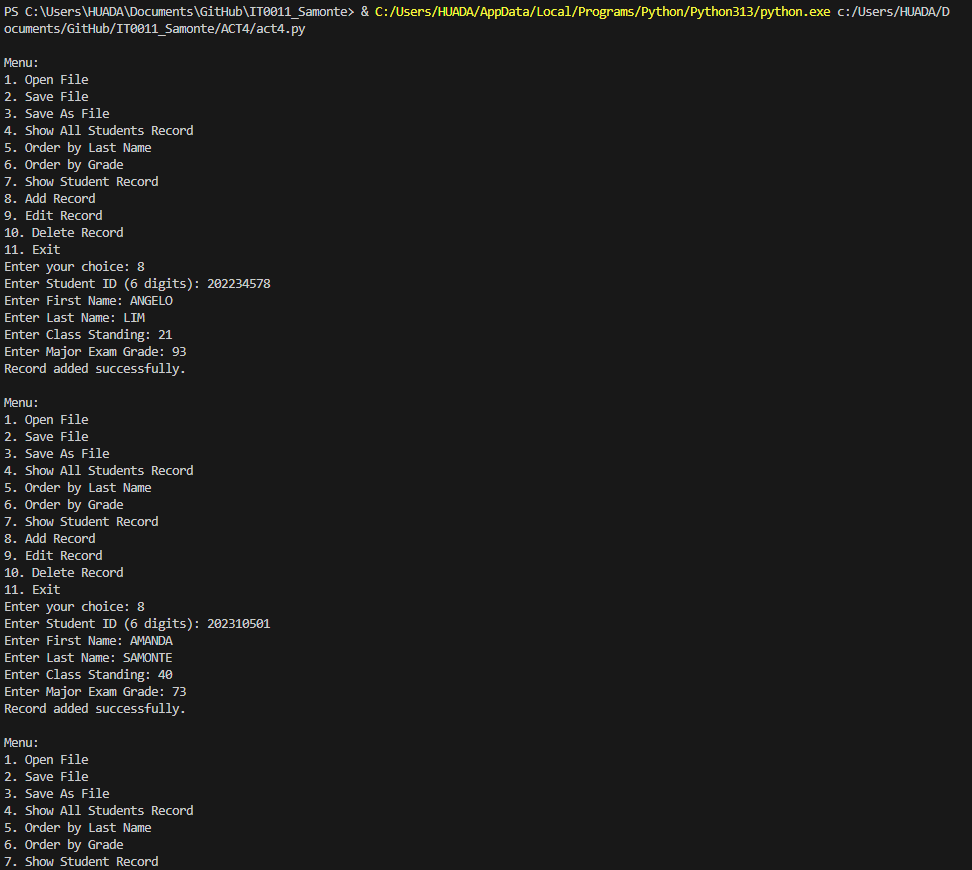 PS C:\Users\HUADA\Documents\GitHub\IT0011_Samonte> & C:/Users/HUADA/AppData/Local/Programs/Python/Python313/python.exe c:/Users/HUADA/D
ocuments/GitHub/IT0011_Samonte/ACT4/act4.py

Menu:
1. Open File
2. Save File
3. Save As File
4. Show All Students Record
5. Order by Last Name
6. Order by Grade
7. Show Student Record
8. Add Record
9. Edit Record
10. Delete Record
11. Exit
Enter your choice: 8
Enter Student ID (6 digits): 202234578
Enter First Name: ANGELO
Enter Last Name: LIM
Enter Class Standing: 21
Enter Major Exam Grade: 93
Record added successfully.

Menu:
1. Open File
2. Save File
3. Save As File
4. Show All Students Record
5. Order by Last Name
6. Order by Grade
7. Show Student Record
8. Add Record
9. Edit Record
10. Delete Record
11. Exit
Enter your choice: 8
Enter Student ID (6 digits): 202310501
Enter First Name: AMANDA
Enter Last Name: SAMONTE
Enter Class Standing: 40
Enter Major Exam Grade: 73
Record added successfully.

Menu:
1. Open File
2. Save File
3. Save As File
4. Show All Students Record
5. Order by Last Name
6. Order by Grade
7. Show Student Record